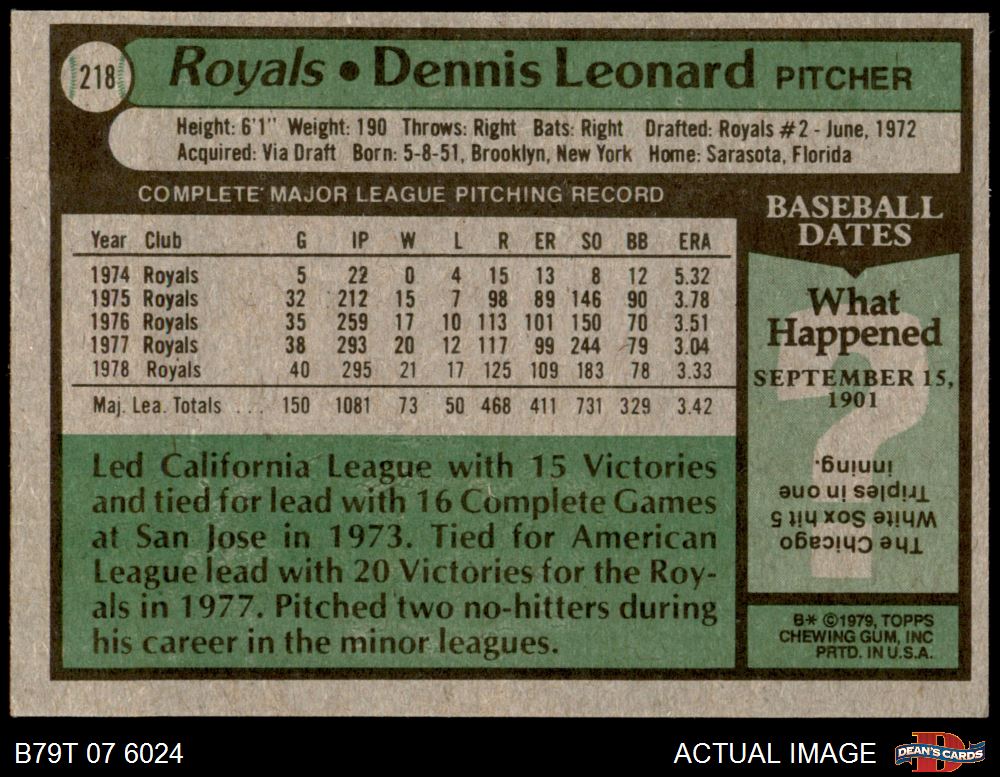 218
Royals • Dennis Leonard PITCHER
Height: 6'1" Weight: 190 Throws: Right Bats: Right Drafted: Royals #2 - June, 1972
Acquired: Via Draft Born: 5-8-51, Brooklyn, New York Home: Sarasota, Florida
COMPLETE MAJOR LEAGUE PITCHING RECORD
Year Club G IP W L R ER SO BB ERA
1974 Royals 5 22 0 4 15 13 8 12 5.32
1975 Royals 32 212 15 7 98 89 146 90 3.78
1976 Royals 35 259 17 10 113 101 150 70 3.51
1977 Royals 38 293 20 12 117 99 244 79 3.04
1978 Royals 40 295 21 17 125 109 183 78 3.33
Maj. Lea. Totals ... 150 1081 73 50 468 411 731 329 3.42
Led California League with 15 Victories
and tied for lead with 16 Complete Games
at San Jose in 1973. Tied for American
League lead with 20 Victories for the Roy-
als in 1977. Pitched two no-hitters during
his career in the minor leagues.
BASEBALL
DATES
What
Happened
SEPTEMBER 15,
1901
?
The Chicago
White Sox hit 5
Triples in one
inning.
B* ©1979, TOPPS
CHEWING GUM, INC
PRTD. IN U.S.A.
B79T 07 6024
ACTUAL IMAGE
D
DEAN'S CARDS